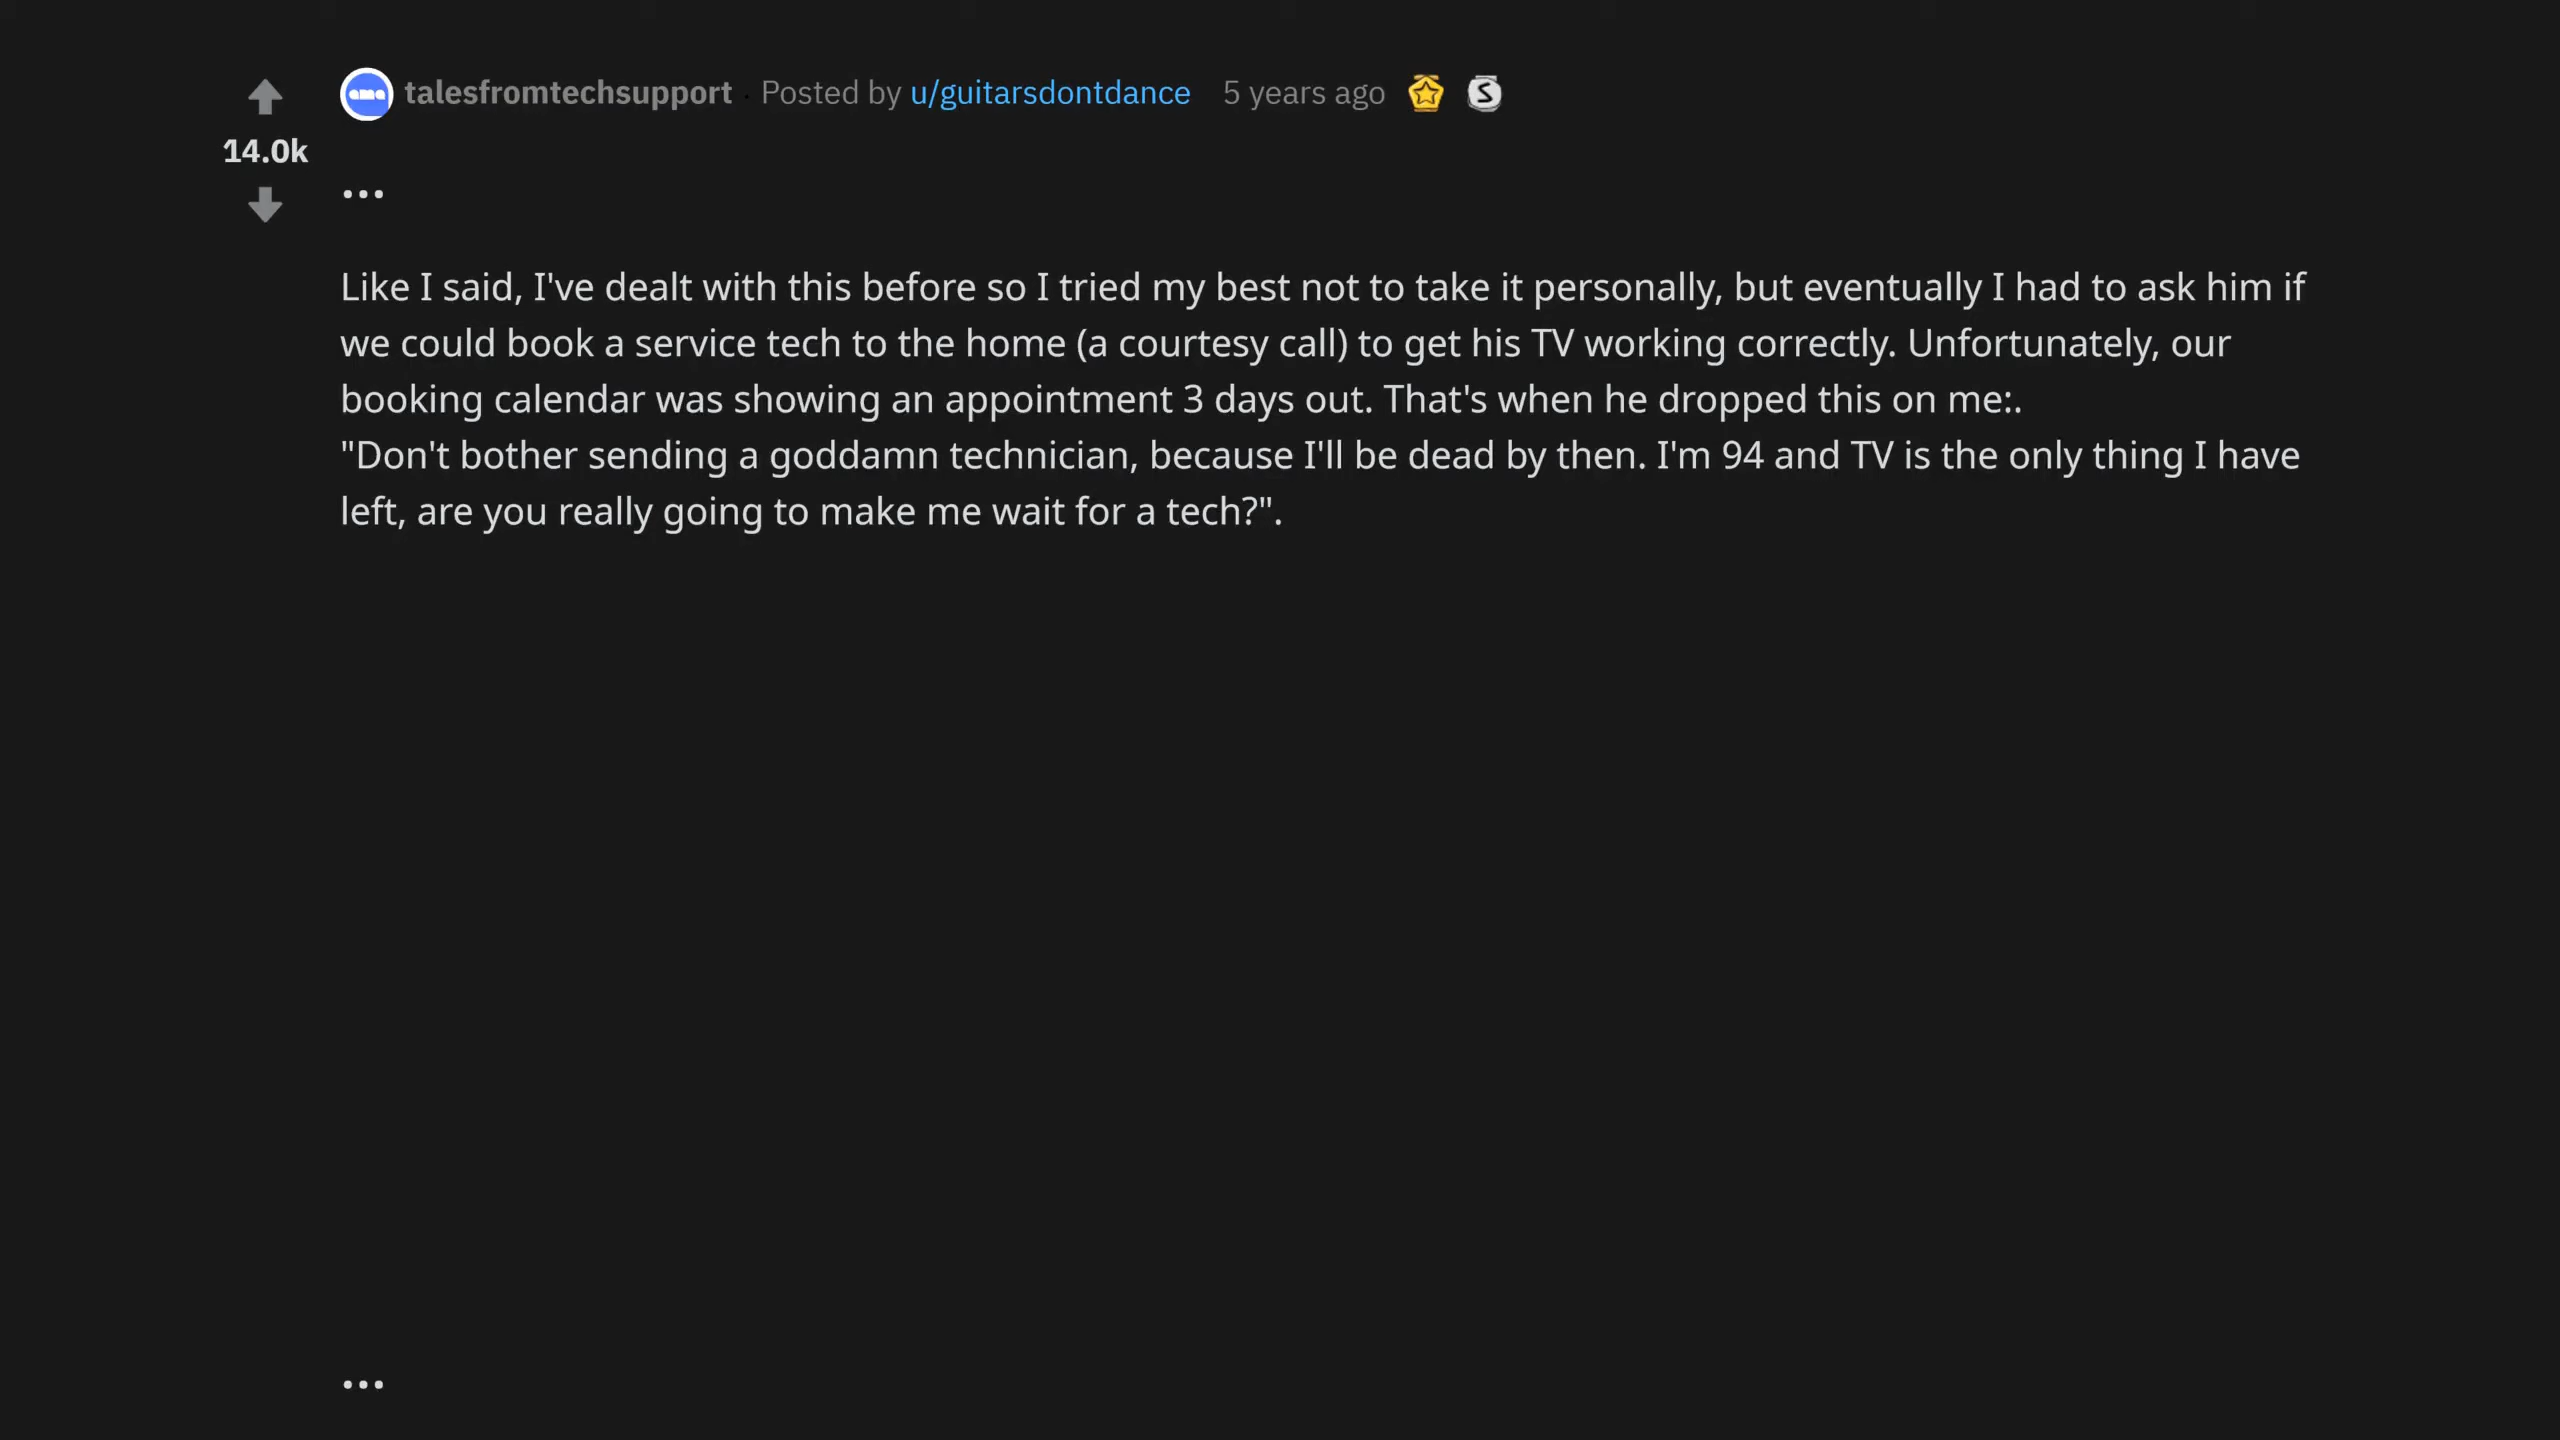 talesfromtechsupport · Posted by u/guitarsdontdance 5 years ago
14.0k
...
Like I said, I've dealt with this before so I tried my best not to take it personally, but eventually I had to ask him if
we could book a service tech to the home (a courtesy call) to get his TV working correctly. Unfortunately, our
booking calendar was showing an appointment 3 days out. That's when he dropped this on me:.
"Don't bother sending a goddamn technician, because I'll be dead by then. I'm 94 and TV is the only thing I have
left, are you really going to make me wait for a tech?".
...